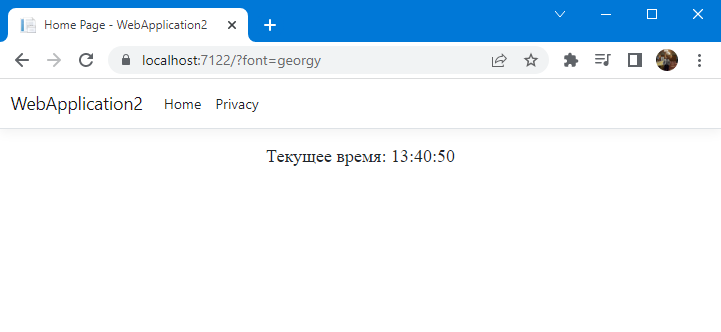 Home Page - WebApplication2
localhost:7122/?font=georgy
WebApplication2 Home Privacy
Текущее время: 13:40:50